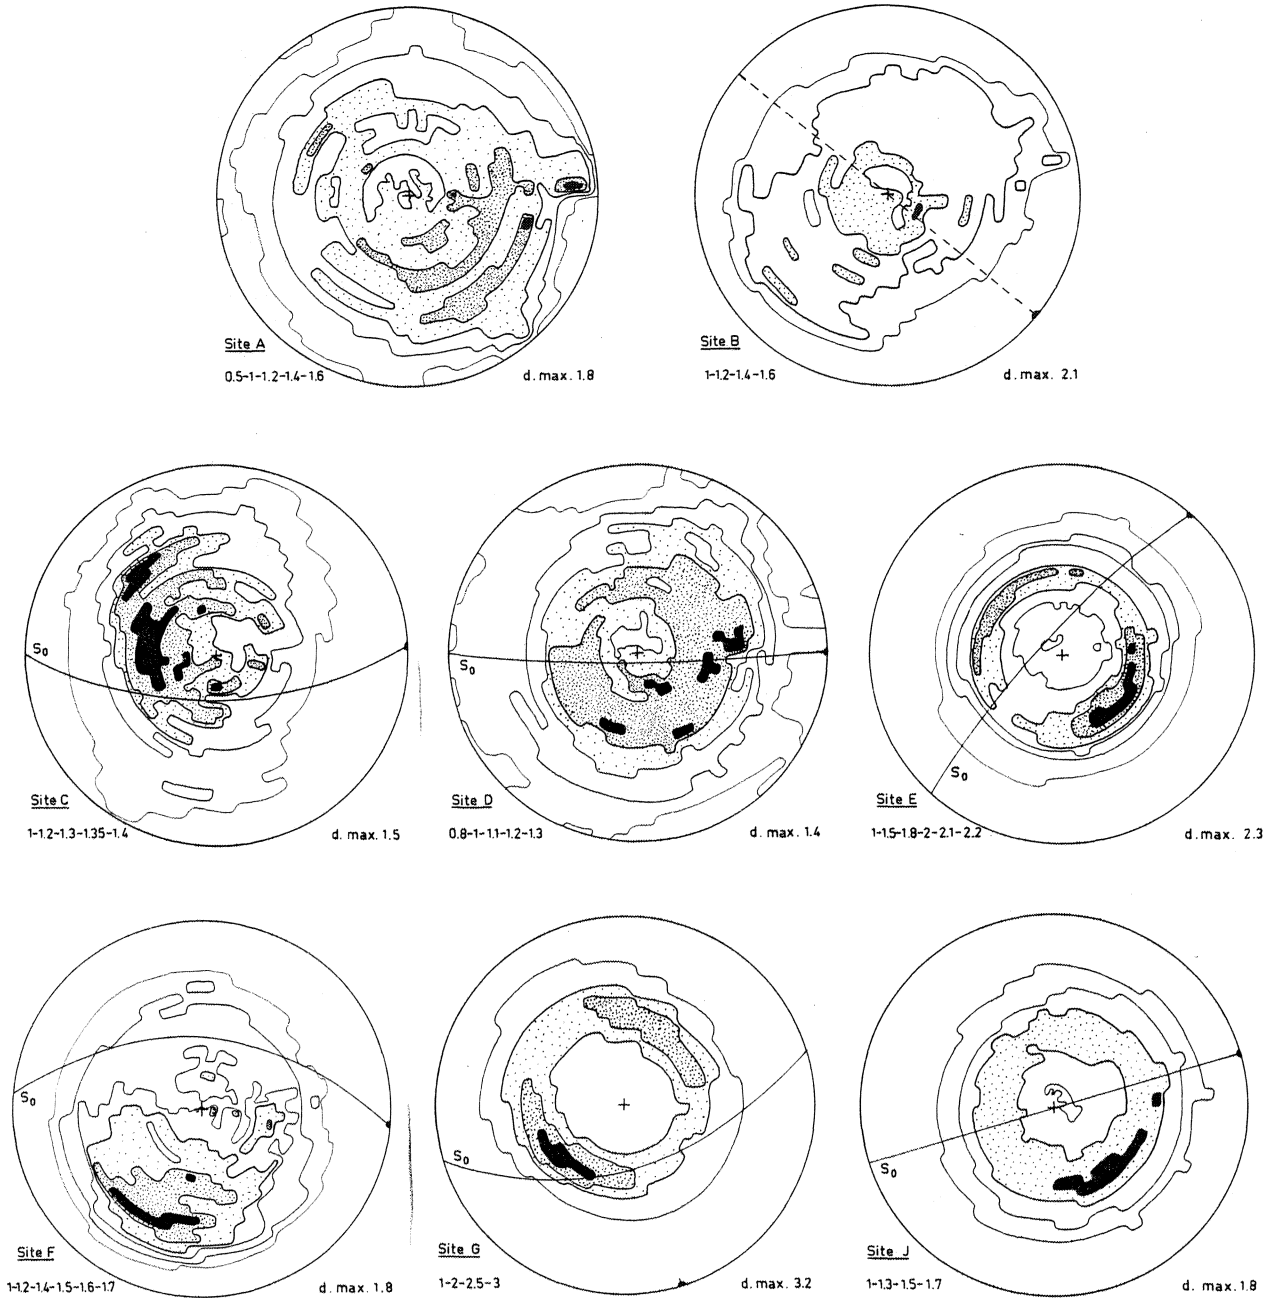 Site A
0.5-1-1.2-1.4-1.6 d. max. 1.8
Site B
1-1.2-1.4-1.6 d. max. 2.1
S₀
Site C
1-1.2-1.3-1.35-1.4 d. max. 1.5
S₀
Site D
0.8-1-1.1-1.2-1.3 d. max. 1.4
S₀
Site E
1-1.5-1.8-2-2.1-2.2 d. max. 2.3
S₀
Site F
1-1.2-1.4-1.5-1.6-1.7 d. max. 1.8
S₀
Site G
1-2-2.5-3 d. max. 3.2
S₀
Site J
1-1.3-1.5-1.7 d. max. 1.8